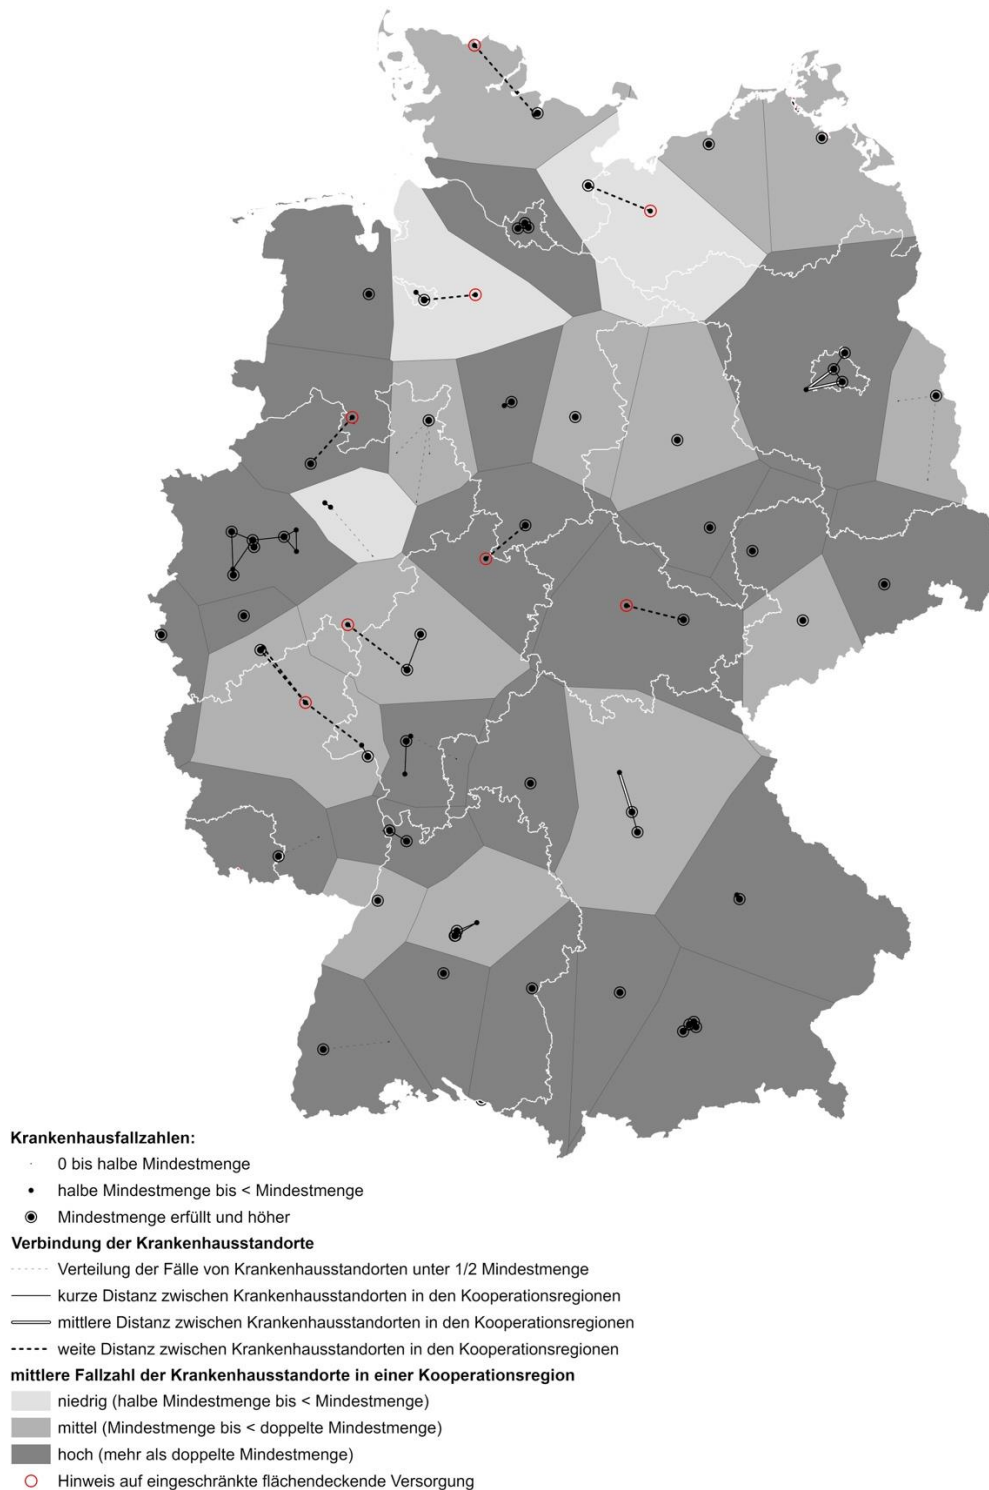 Krankenhausfallzahlen:
0 bis halbe Mindestmenge
halbe Mindestmenge bis < Mindestmenge
Mindestmenge erfüllt und höher
Verbindung der Krankenhausstandorte
Verteilung der Fälle von Krankenhausstandorten unter 1/2 Mindestmenge
kurze Distanz zwischen Krankenhausstandorten in den Kooperationsregionen
mittlere Distanz zwischen Krankenhausstandorten in den Kooperationsregionen
weite Distanz zwischen Krankenhausstandorten in den Kooperationsregionen
mittlere Fallzahl der Krankenhausstandorte in einer Kooperationsregion
niedrig (halbe Mindestmenge bis < Mindestmenge)
mittel (Mindestmenge bis < doppelte Mindestmenge)
hoch (mehr als doppelte Mindestmenge)
Hinweis auf eingeschränkte flächendeckende Versorgung